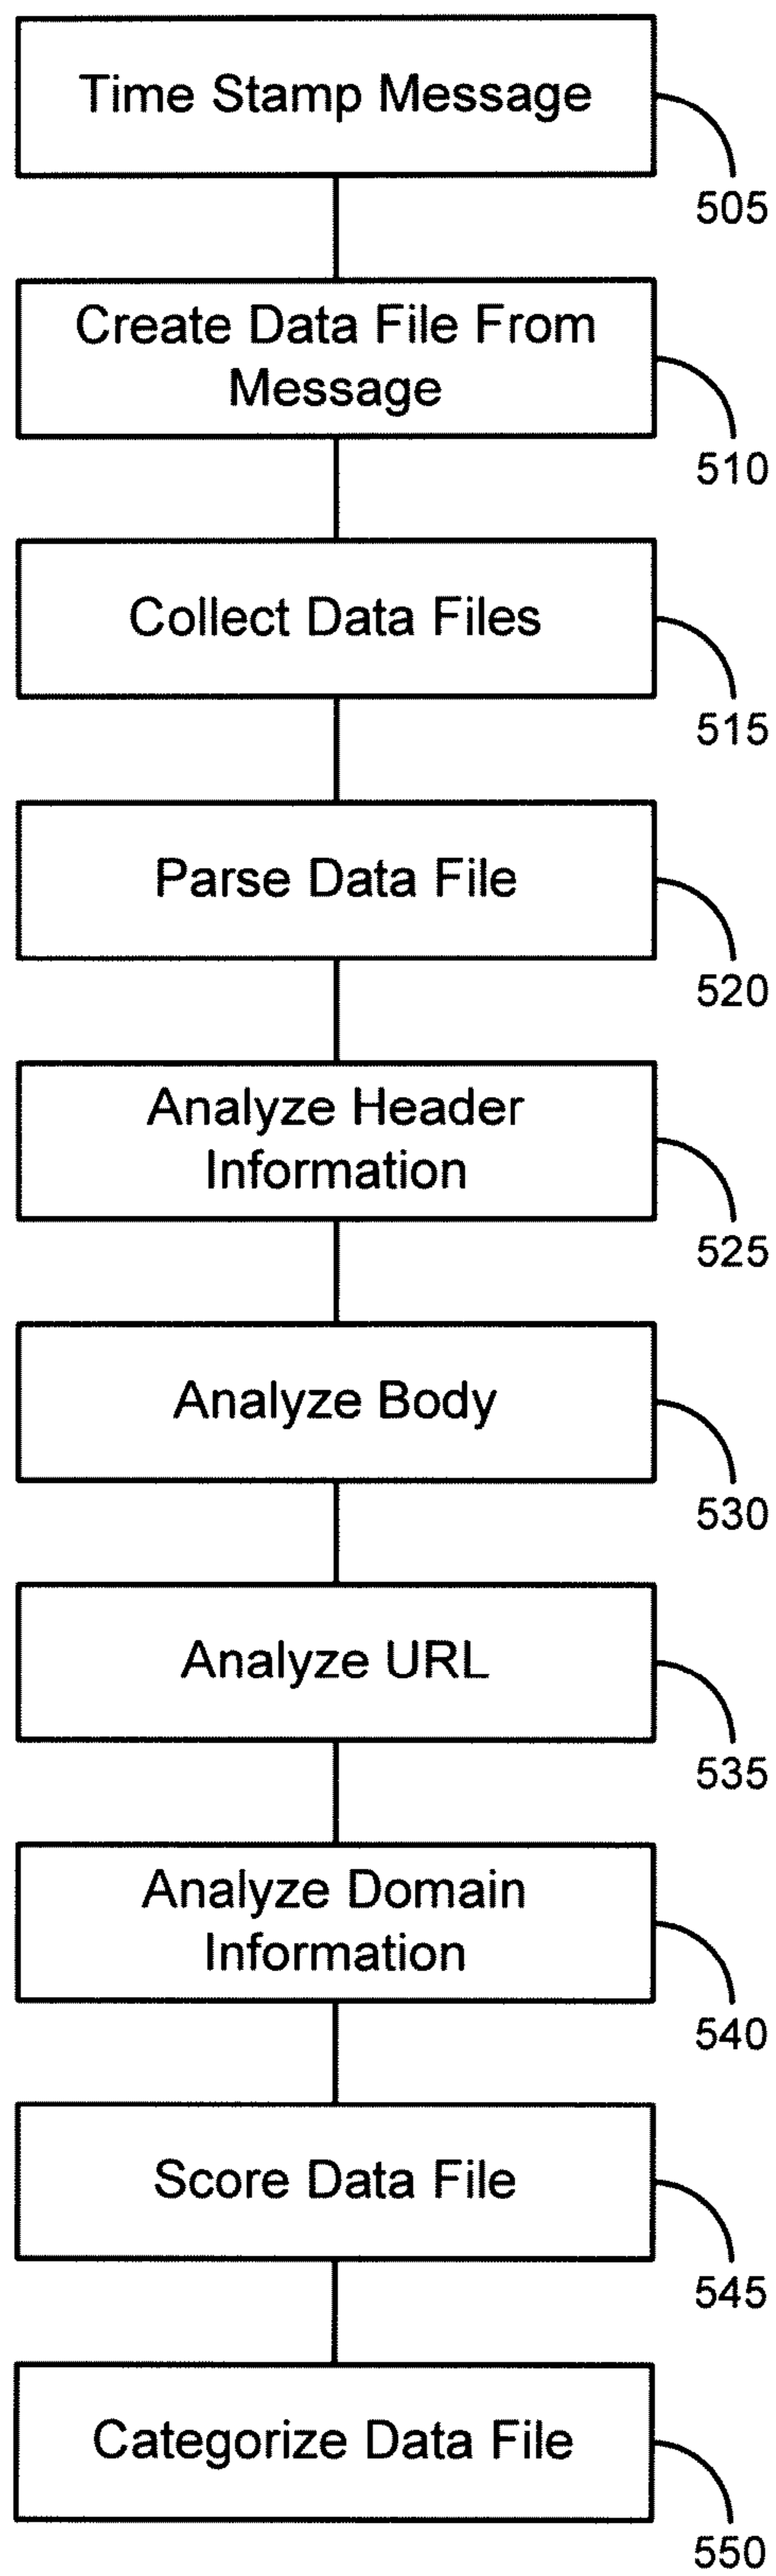 Time Stamp Message
505
Create Data File From
Message
510
Collect Data Files
515
Parse Data File
520
Analyze Header
Information
525
Analyze Body
530
Analyze URL
535
Analyze Domain
Information
540
Score Data File
545
Categorize Data File
550